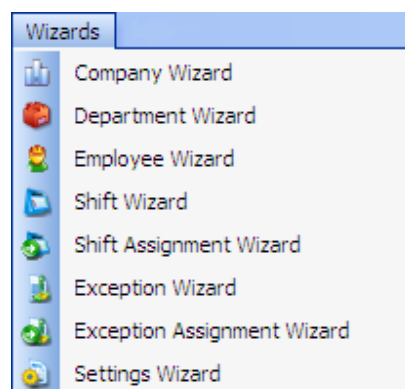 Wizards
Company Wizard
Department Wizard
Employee Wizard
Shift Wizard
Shift Assignment Wizard
Exception Wizard
Exception Assignment Wizard
Settings Wizard